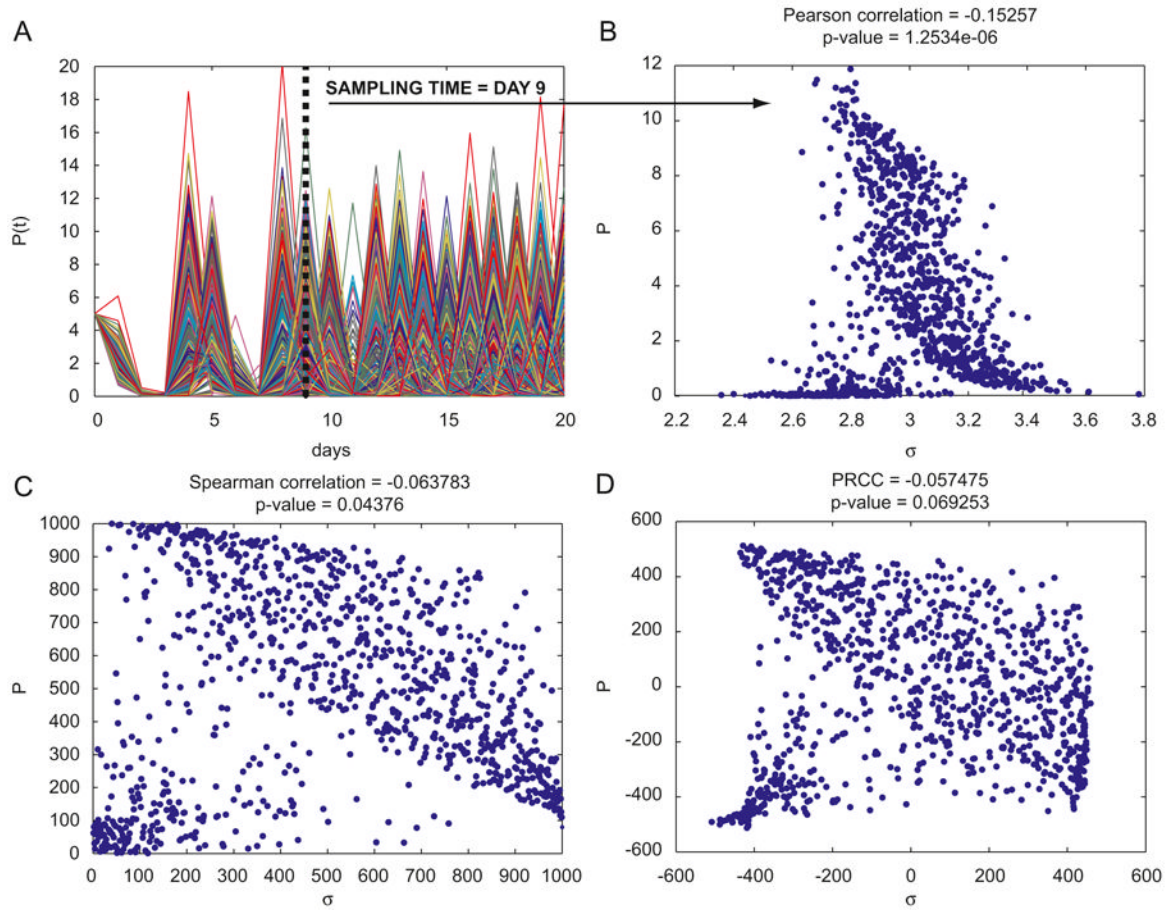 A
20
18
16
14
12
10
8
6
4
2
0
P(t)
SAMPLING TIME = DAY 9
0 5 10 15 20
days
B
Pearson correlation = -0.15257
p-value = 1.2534e-06
12
10
8
6
4
2
0
P
2.2 2.4 2.6 2.8 3 3.2 3.4 3.6 3.8
σ
C
Spearman correlation = -0.063783
p-value = 0.04376
1000
900
800
700
600
500
400
300
200
100
0
P
0 100 200 300 400 500 600 700 800 900 1000
σ
D
PRCC = -0.057475
p-value = 0.069253
600
400
200
0
-200
-400
-600
P
-600 -400 -200 0 200 400 600
σ